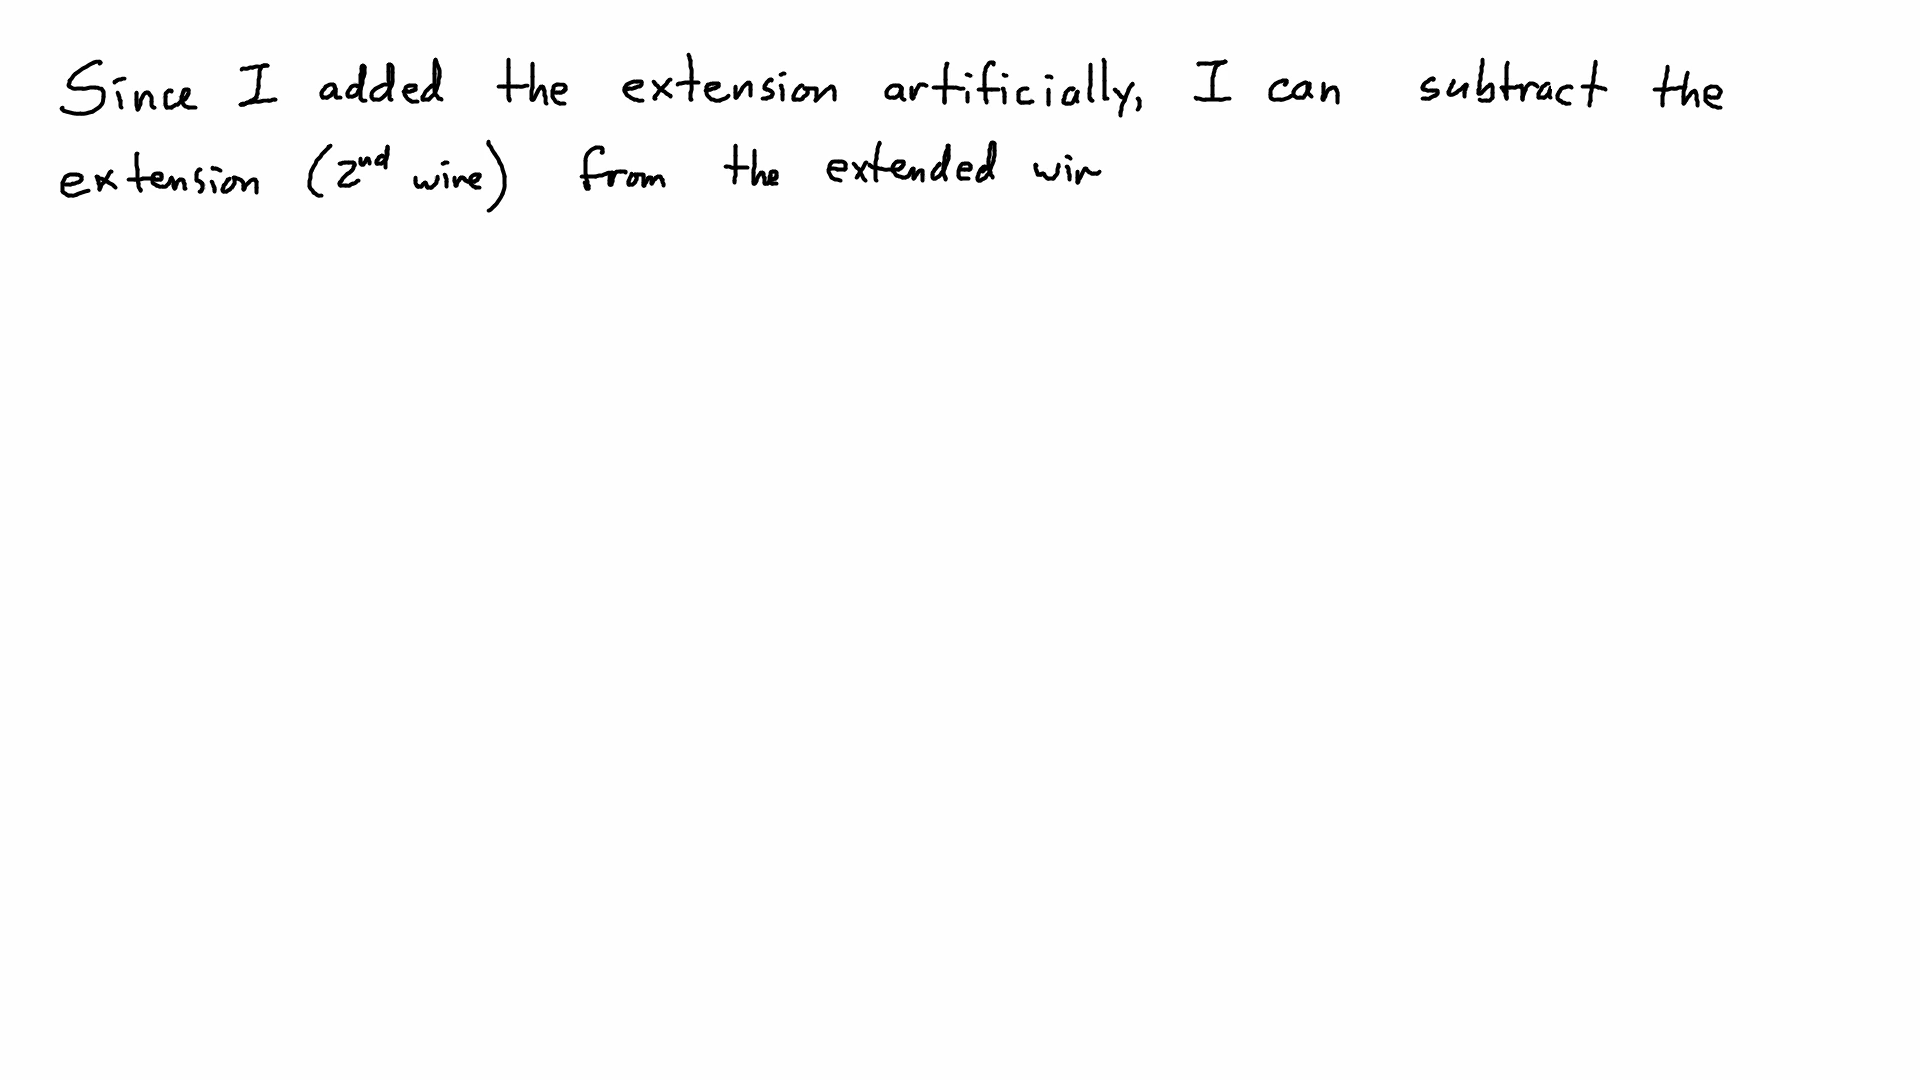 Since I added the extension artificially, I can subtract the
extension (2nd wire) from the extended wir